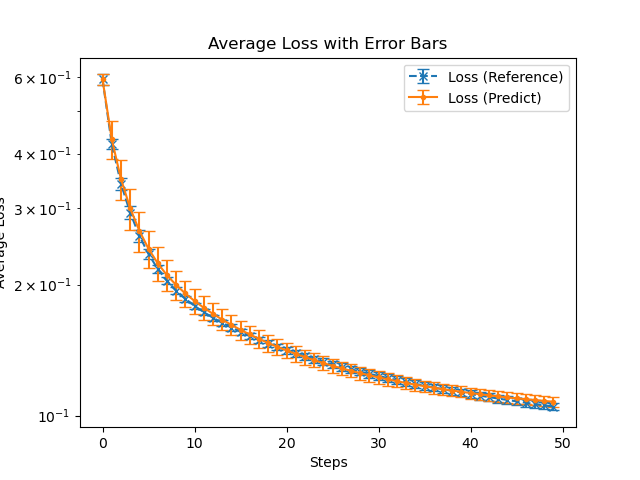 Average Loss with Error Bars
Loss (Reference)
Loss (Predict)
6 × 10⁻¹
4 × 10⁻¹
3 × 10⁻¹
2 × 10⁻¹
10⁻¹
Average Loss
0 10 20 30 40 50
Steps